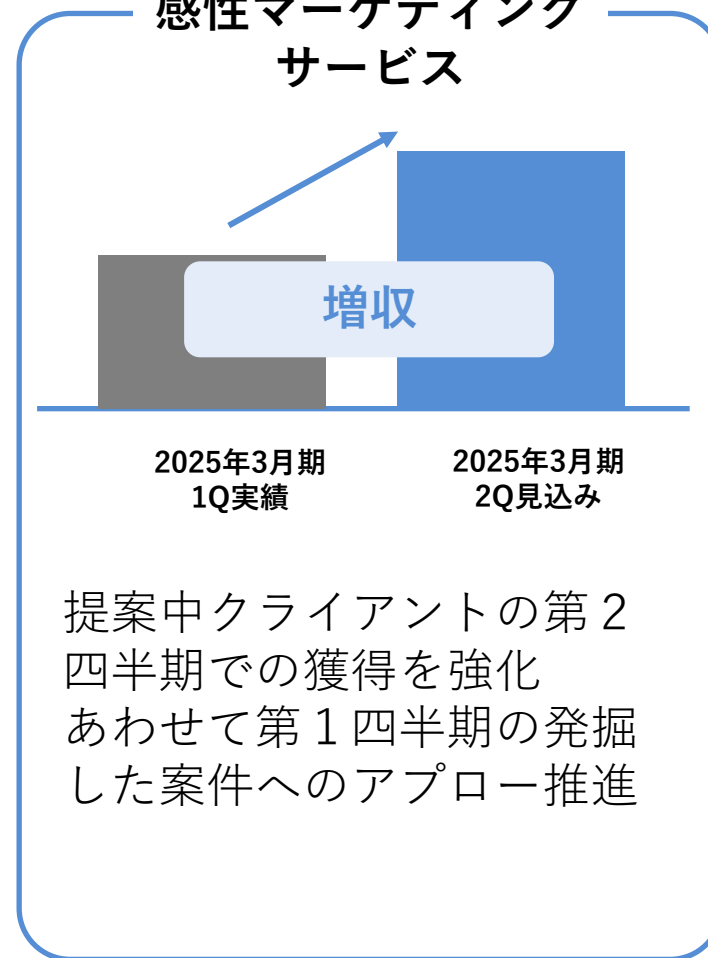 感性マーケティング
サービス
増収
2025年3月期
1Q実績
2025年3月期
2Q見込み
提案中クライアントの第２
四半期での獲得を強化
あわせて第１四半期の発掘
した案件へのアプロー推進